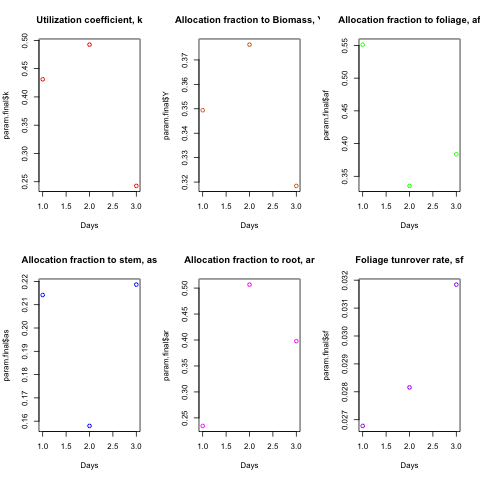 Utilization coefficient, k
param.final$k
0.25 0.30 0.35 0.40 0.45 0.50
1.0 1.5 2.0 2.5 3.0
Days
Allocation fraction to Biomass, Y
param.final$Y
0.32 0.33 0.34 0.35 0.36 0.37
1.0 1.5 2.0 2.5 3.0
Days
Allocation fraction to foliage, af
param.final$af
0.35 0.40 0.45 0.50 0.55
1.0 1.5 2.0 2.5 3.0
Days
Allocation fraction to stem, as
param.final$as
0.16 0.17 0.18 0.19 0.20 0.21 0.22
1.0 1.5 2.0 2.5 3.0
Days
Allocation fraction to root, ar
param.final$ar
0.25 0.30 0.35 0.40 0.45 0.50
1.0 1.5 2.0 2.5 3.0
Days
Foliage tunrover rate, sf
param.final$sf
0.027 0.028 0.029 0.030 0.031 0.032
1.0 1.5 2.0 2.5 3.0
Days